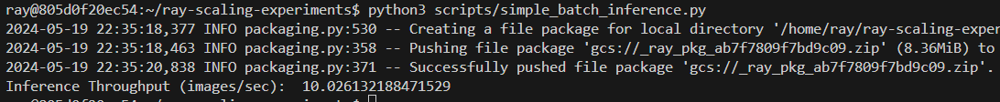 ray@805d0f20ec54:~/ray-scaling-experiments$ python3 scripts/simple_batch_inference.py
2024-05-19 22:35:18,377 INFO packaging.py:530 -- Creating a file package for local directory '/home/ray/ray-scaling-exper
2024-05-19 22:35:18,463 INFO packaging.py:358 -- Pushing file package 'gcs://_ray_pkg_ab7f7809f7bd9c09.zip' (8.36MiB) to
2024-05-19 22:35:20,838 INFO packaging.py:371 -- Successfully pushed file package 'gcs://_ray_pkg_ab7f7809f7bd9c09.zip'.
Inference Throughput (images/sec):  10.026132188471529